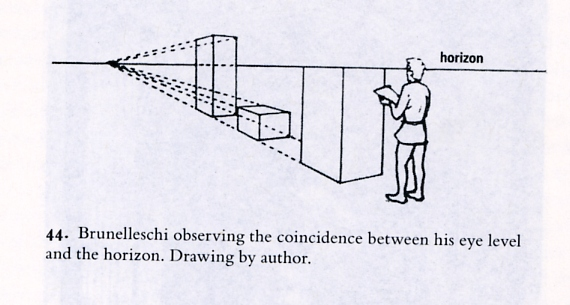 horizon
44. Brunelleschi observing the coincidence between his eye level
and the horizon. Drawing by author.